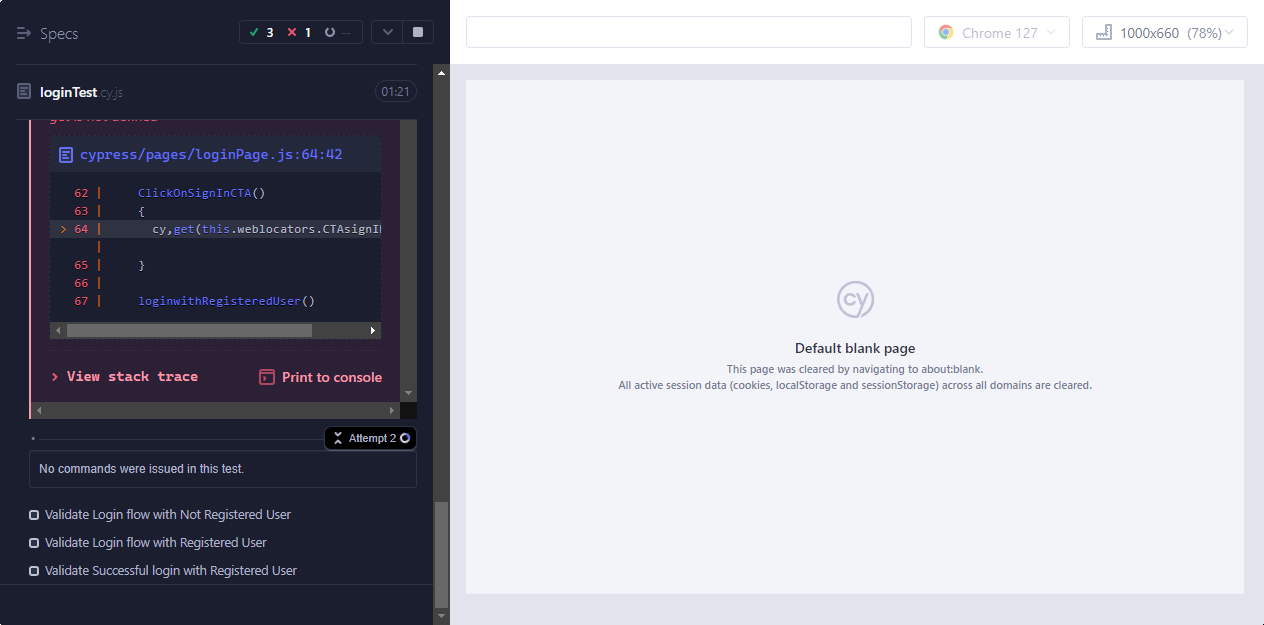 Specs
3
1
--
Chrome 127
1000x660 (78%)
loginTest.cy.js
01:21
cypress/pages/loginPage.js:64:42
62 | ClickOnSignInCTA()
63 | {
> 64 | cy,get(this.weblocators.CTAsignI
|
65 | }
66 |
67 | loginwithRegisteredUser()
View stack trace
Print to console
Attempt 2
No commands were issued in this test.
Validate Login flow with Not Registered User
Validate Login flow with Registered User
Validate Successful login with Registered User
cy
Default blank page
This page was cleared by navigating to about:blank.
All active session data (cookies, localStorage and sessionStorage) across all domains are cleared.